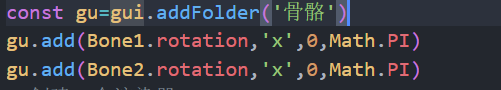 const gu=gui.addFolder('骨骼')
gu.add(Bone1.rotation,'x',0,Math.PI)
gu.add(Bone2.rotation,'x',0,Math.PI)